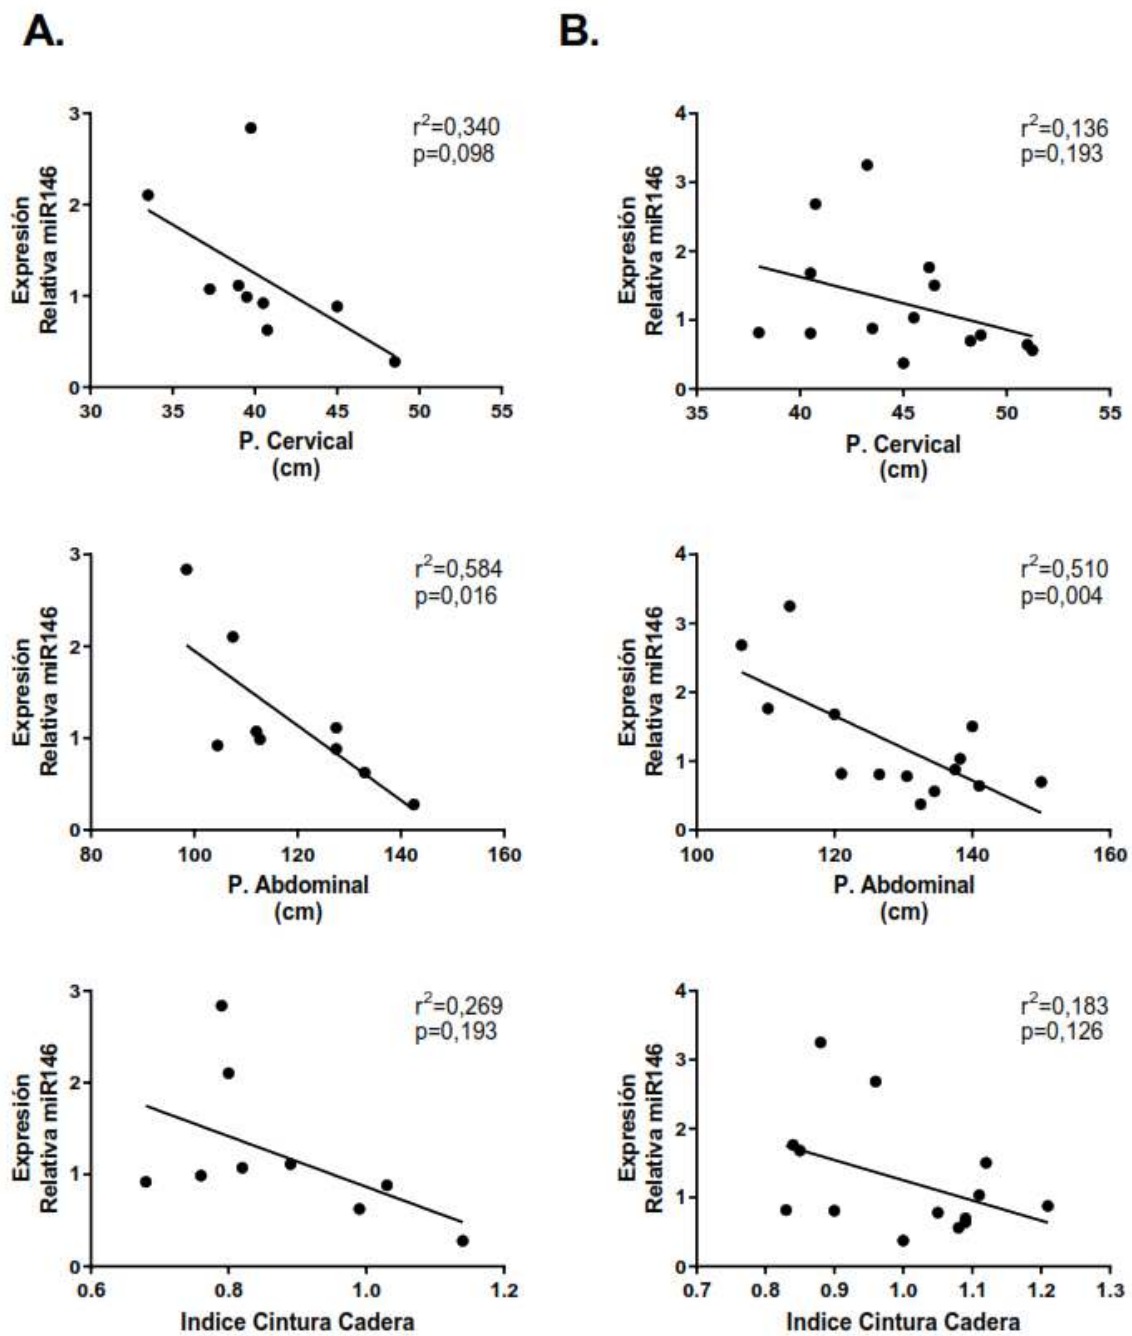 A.
B.
r²=0,340
p=0,098
Expresión
Relativa miR146
3
2
1
0
30 35 40 45 50 55
P. Cervical
(cm)
r²=0,136
p=0,193
Expresión
Relativa miR146
4
3
2
1
0
35 40 45 50 55
P. Cervical
(cm)
r²=0,584
p=0,016
Expresión
Relativa miR146
3
2
1
0
80 100 120 140 160
P. Abdominal
(cm)
r²=0,510
p=0,004
Expresión
Relativa miR146
4
3
2
1
0
100 120 140 160
P. Abdominal
(cm)
r²=0,269
p=0,193
Expresión
Relativa miR146
3
2
1
0
0.6 0.8 1.0 1.2
Indice Cintura Cadera
r²=0,183
p=0,126
Expresión
Relativa miR146
4
3
2
1
0
0.7 0.8 0.9 1.0 1.1 1.2 1.3
Indice Cintura Cadera